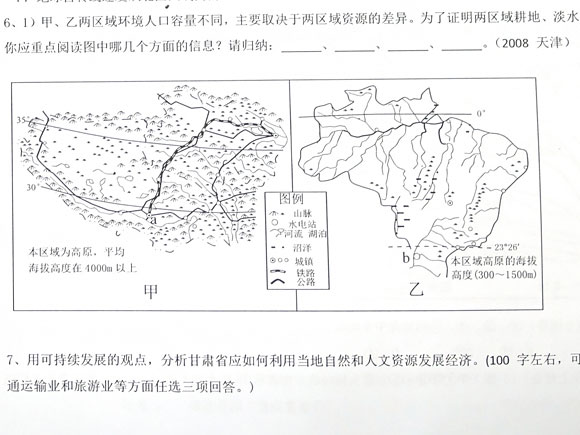 6、1）甲、乙两区域环境人口容量不同，主要取决于两区域资源的差异。为了证明两区域耕地、淡水
你应重点阅读图中哪几个方面的信息？请归纳：______、______、______、______。（2008 天津）
35°
30°
a
本区域为高原，平均
海拔高度在4000m以上
甲
图例
山脉
水电站
河流 湖泊
沼泽
城镇
铁路
公路
0°
23°26′
b
本区域高原的海拔
高度(300～1500m)
乙
7、用可持续发展的观点，分析甘肃省应如何利用当地自然和人文资源发展经济。(100 字左右，可
通运输业和旅游业等方面任选三项回答。)